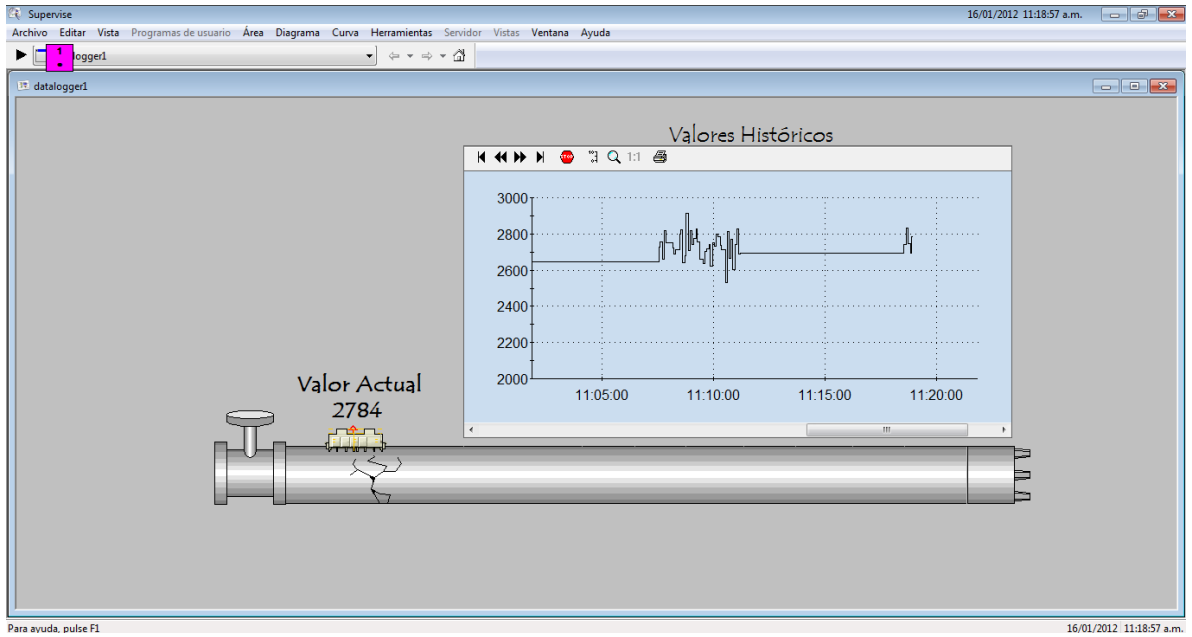 Supervise 16/01/2012 11:18:57 a.m.
Archivo Editar Vista Programas de usuario Área Diagrama Curva Herramientas Servidor Vistas Ventana Ayuda
1 logger1
datalogger1
Valores Históricos
STOP 1:1
3000
2800
2600
2400
2200
2000
11:05:00 11:10:00 11:15:00 11:20:00
Valor Actual
2784
Para ayuda, pulse F1 16/01/2012 11:18:57 a.m.